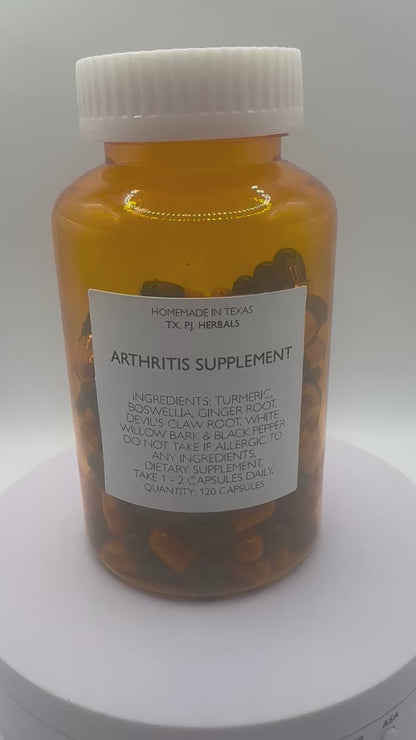 HOMEMADE IN TEXAS
TX. P.J. HERBALS
ARTHRITIS SUPPLEMENT
INGREDIENTS: TURMERIC,
BOSWELLIA, GINGER ROOT,
DEVIL'S CLAW ROOT, WHITE
WILLOW BARK & BLACK PEPPER
DO NOT TAKE IF ALLERGIC TO
ANY INGREDIENTS.
DIETARY SUPPLEMENT.
TAKE 1 - 2 CAPSULES DAILY.
QUANTITY: 120 CAPSULES